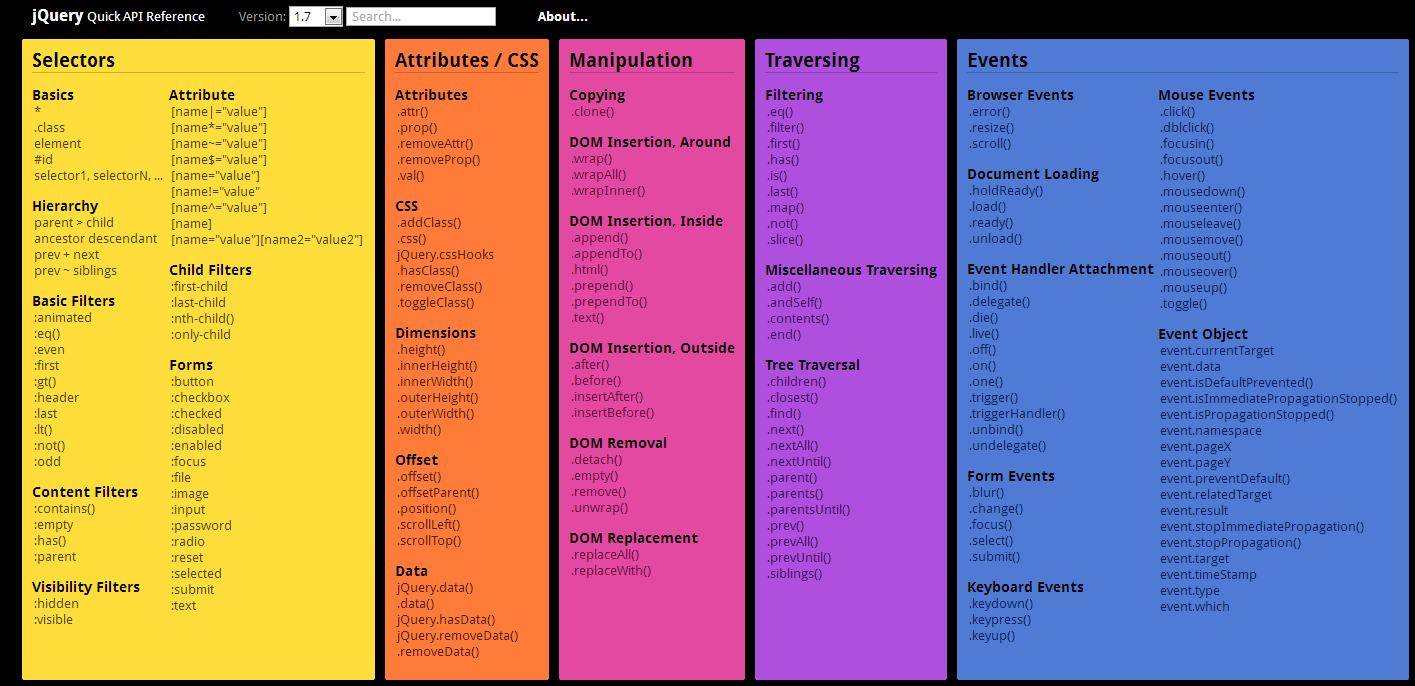 jQuery Quick API Reference Version: 1.7 Search... About...
Selectors
Basics
*
.class
element
#id
selector1, selectorN, ...
Hierarchy
parent > child
ancestor descendant
prev + next
prev ~ siblings
Basic Filters
:animated
:eq()
:even
:first
:gt()
:header
:last
:lt()
:not()
:odd
Content Filters
:contains()
:empty
:has()
:parent
Visibility Filters
:hidden
:visible
Attribute
[name|="value"]
[name*="value"]
[name~="value"]
[name$="value"]
[name="value"]
[name!="value"
[name^="value"]
[name]
[name="value"][name2="value2"]
Child Filters
:first-child
:last-child
:nth-child()
:only-child
Forms
:button
:checkbox
:checked
:disabled
:enabled
:focus
:file
:image
:input
:password
:radio
:reset
:selected
:submit
:text
Attributes / CSS
Attributes
.attr()
.prop()
.removeAttr()
.removeProp()
.val()
CSS
.addClass()
.css()
jQuery.cssHooks
.hasClass()
.removeClass()
.toggleClass()
Dimensions
.height()
.innerHeight()
.innerWidth()
.outerHeight()
.outerWidth()
.width()
Offset
.offset()
.offsetParent()
.position()
.scrollLeft()
.scrollTop()
Data
jQuery.data()
.data()
jQuery.hasData()
jQuery.removeData()
.removeData()
Manipulation
Copying
.clone()
DOM Insertion, Around
.wrap()
.wrapAll()
.wrapInner()
DOM Insertion, Inside
.append()
.appendTo()
.html()
.prepend()
.prependTo()
.text()
DOM Insertion, Outside
.after()
.before()
.insertAfter()
.insertBefore()
DOM Removal
.detach()
.empty()
.remove()
.unwrap()
DOM Replacement
.replaceAll()
.replaceWith()
Traversing
Filtering
.eq()
.filter()
.first()
.has()
.is()
.last()
.map()
.not()
.slice()
Miscellaneous Traversing
.add()
.andSelf()
.contents()
.end()
Tree Traversal
.children()
.closest()
.find()
.next()
.nextAll()
.nextUntil()
.parent()
.parents()
.parentsUntil()
.prev()
.prevAll()
.prevUntil()
.siblings()
Events
Browser Events
.error()
.resize()
.scroll()
Document Loading
.holdReady()
.load()
.ready()
.unload()
Event Handler Attachment
.bind()
.delegate()
.die()
.live()
.off()
.on()
.one()
.trigger()
.triggerHandler()
.unbind()
.undelegate()
Form Events
.blur()
.change()
.focus()
.select()
.submit()
Keyboard Events
.keydown()
.keypress()
.keyup()
Mouse Events
.click()
.dblclick()
.focusin()
.focusout()
.hover()
.mousedown()
.mouseenter()
.mouseleave()
.mousemove()
.mouseout()
.mouseover()
.mouseup()
.toggle()
Event Object
event.currentTarget
event.data
event.isDefaultPrevented()
event.isImmediatePropagationStopped()
event.isPropagationStopped()
event.namespace
event.pageX
event.pageY
event.preventDefault()
event.relatedTarget
event.result
event.stopImmediatePropagation()
event.stopPropagation()
event.target
event.timeStamp
event.type
event.which